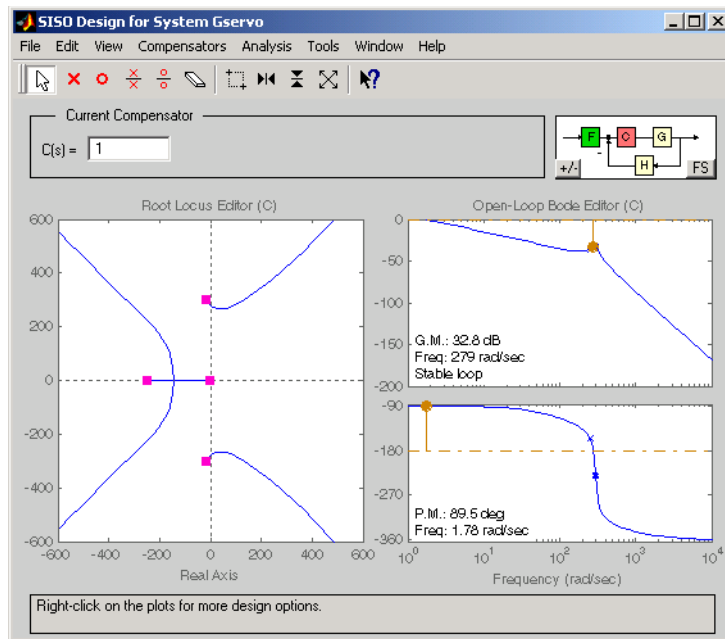 SISO Design for System Gservo
File Edit View Compensators Analysis Tools Window Help
Current Compensator
C(s) = 1
F C G
H
+/- FS
Root Locus Editor (C)
600
400
200
0
-200
-400
-600
-600 -400 -200 0 200 400 600
Real Axis
Open-Loop Bode Editor (C)
0
-50
-100
-150
-200
G.M.: 32.8 dB
Freq: 279 rad/sec
Stable loop
-90
-180
-270
-360
P.M.: 89.5 deg
Freq: 1.78 rad/sec
10^0 10^1 10^2 10^3 10^4
Frequency (rad/sec)
Right-click on the plots for more design options.